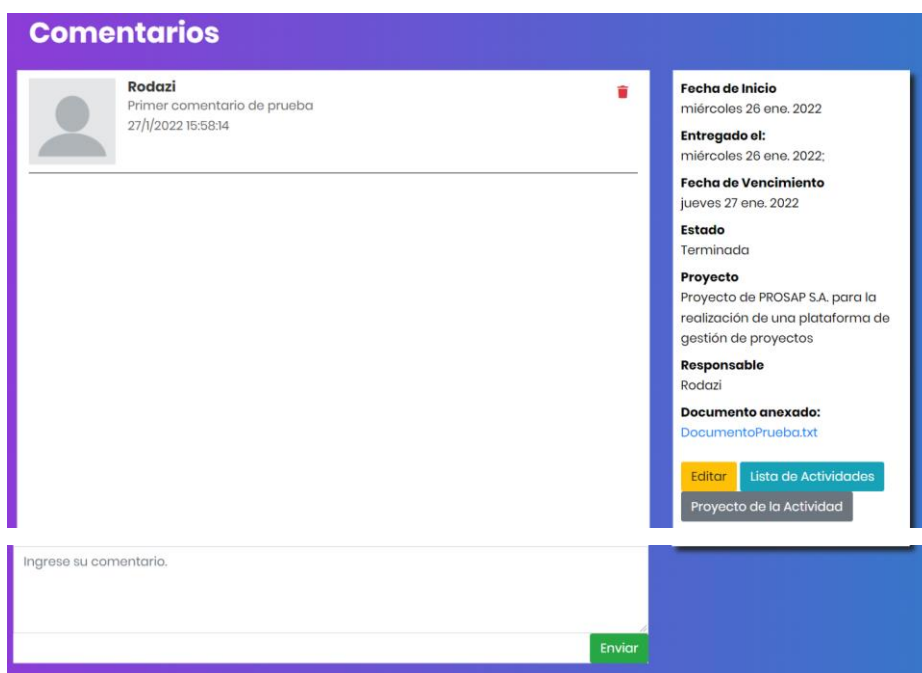 Comentarios
Rodazi
Primer comentario de prueba
27/1/2022 15:58:14
Fecha de Inicio
miércoles 26 ene. 2022
Entregado el:
miércoles 26 ene. 2022;
Fecha de Vencimiento
jueves 27 ene. 2022
Estado
Terminada
Proyecto
Proyecto de PROSAP S.A. para la
realización de una plataforma de
gestión de proyectos
Responsable
Rodazi
Documento anexado:
DocumentoPrueba.txt
Editar
Lista de Actividades
Proyecto de la Actividad
Ingrese su comentario.
Enviar